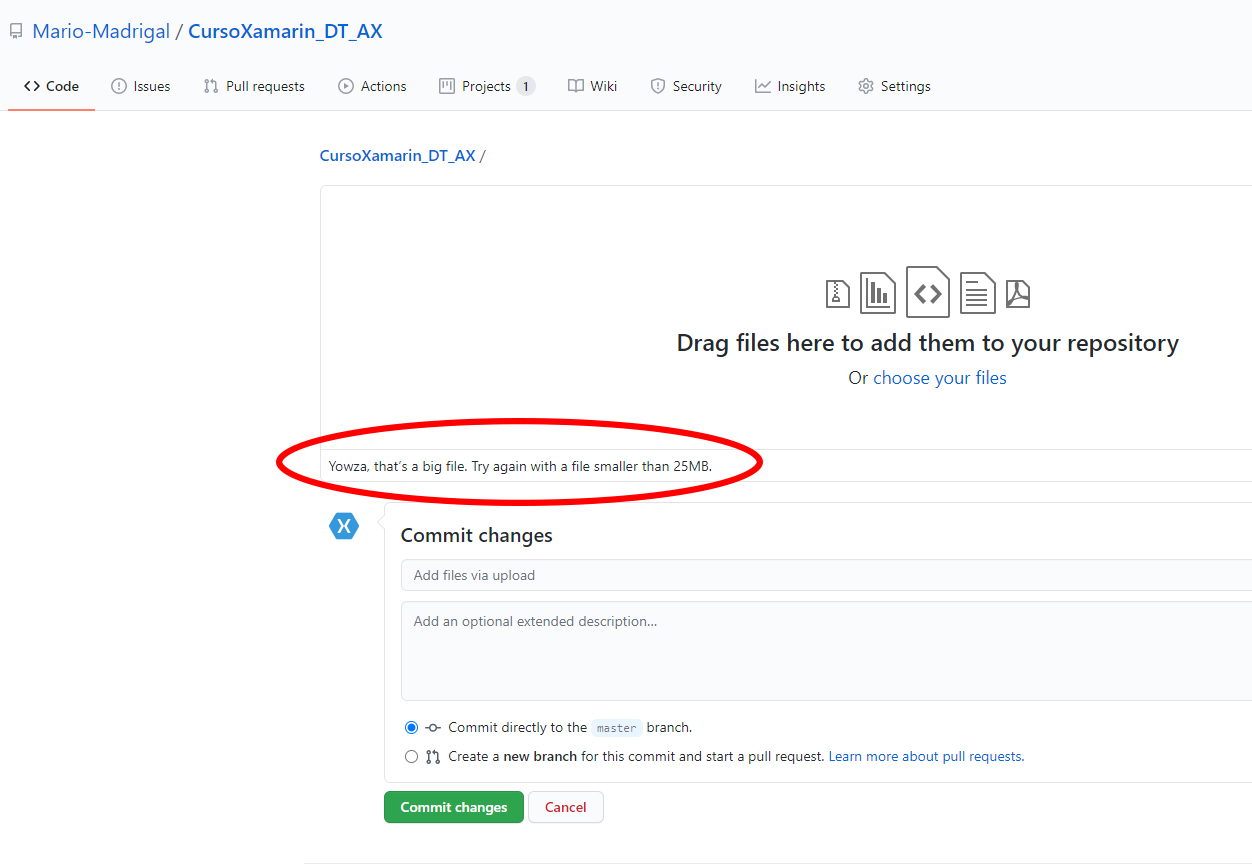 Mario-Madrigal / CursoXamarin_DT_AX
Code Issues Pull requests Actions Projects 1 Wiki Security Insights Settings
CursoXamarin_DT_AX /
Drag files here to add them to your repository
Or choose your files
Yowza, that’s a big file. Try again with a file smaller than 25MB.
Commit changes
Add files via upload
Add an optional extended description...
Commit directly to the master branch.
Create a new branch for this commit and start a pull request. Learn more about pull requests.
Commit changes Cancel